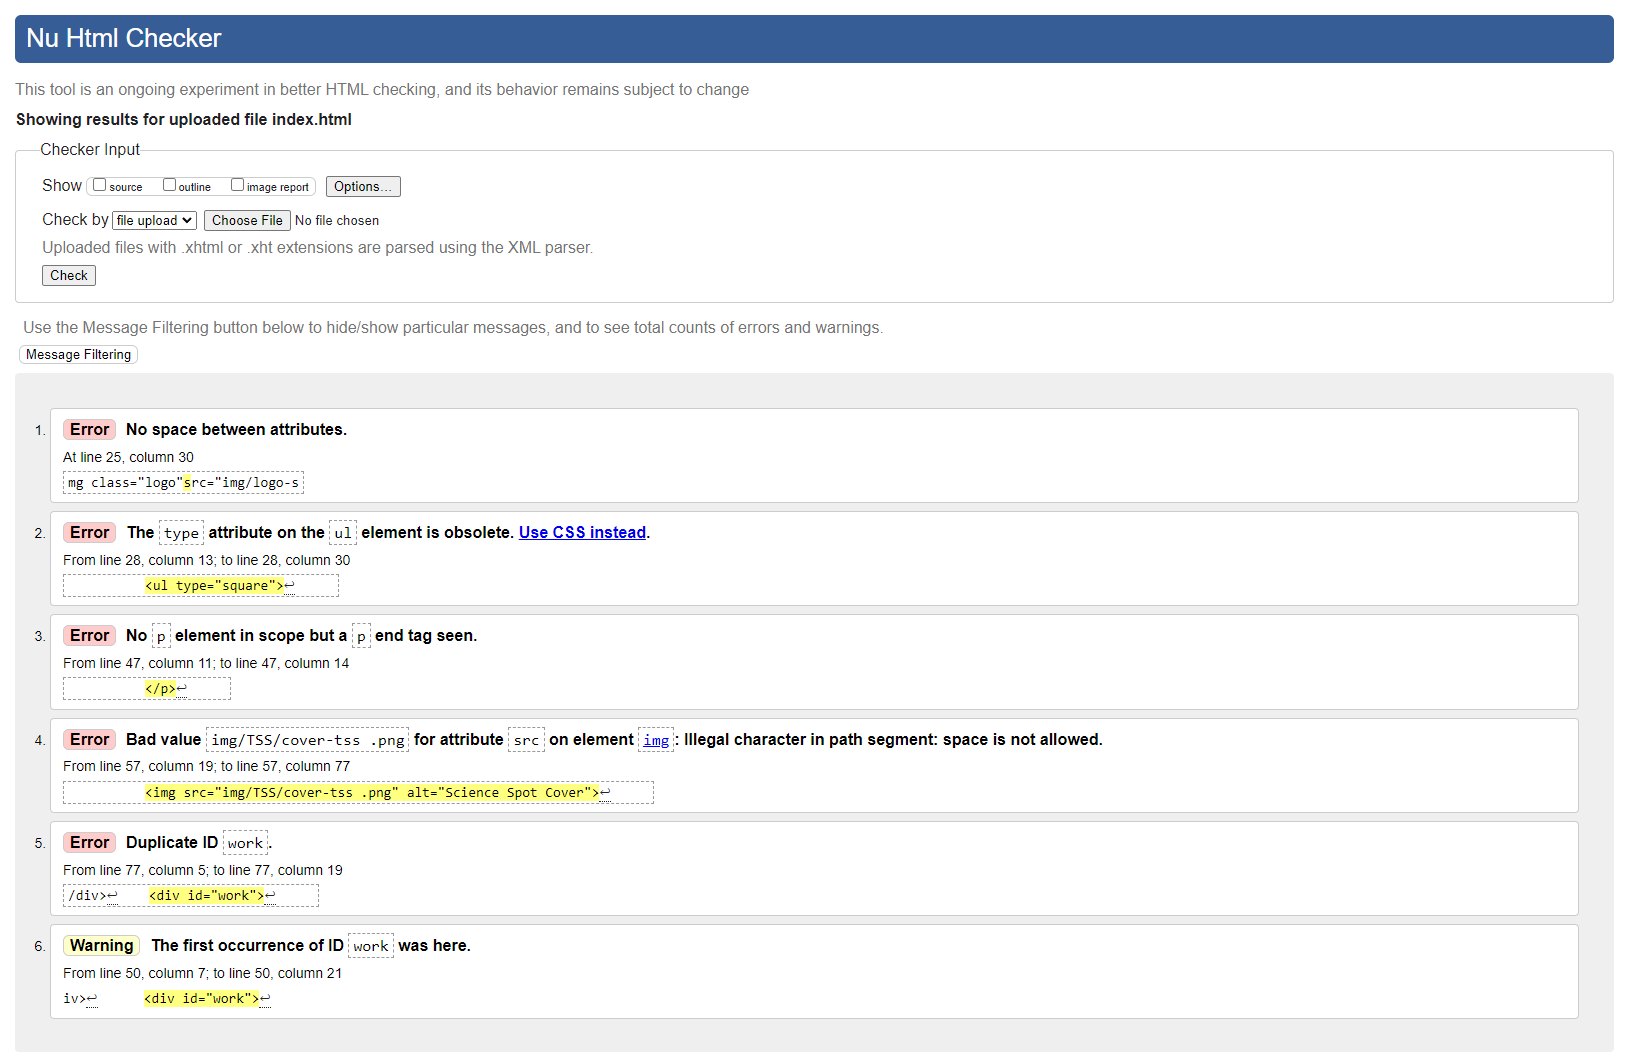 Nu Html Checker
This tool is an ongoing experiment in better HTML checking, and its behavior remains subject to change
Showing results for uploaded file index.html
Checker Input
Show source outline image report Options...
Check by file upload Choose File No file chosen
Uploaded files with .xhtml or .xht extensions are parsed using the XML parser.
Check
Use the Message Filtering button below to hide/show particular messages, and to see total counts of errors and warnings.
Message Filtering
1. Error No space between attributes.
At line 25, column 30
mg class="logo"src="img/logo-s
2. Error The type attribute on the ul element is obsolete. Use CSS instead.
From line 28, column 13; to line 28, column 30
<ul type="square">↩
3. Error No p element in scope but a p end tag seen.
From line 47, column 11; to line 47, column 14
</p>↩
4. Error Bad value img/TSS/cover-tss .png for attribute src on element img: Illegal character in path segment: space is not allowed.
From line 57, column 19; to line 57, column 77
<img src="img/TSS/cover-tss .png" alt="Science Spot Cover">↩
5. Error Duplicate ID work.
From line 77, column 5; to line 77, column 19
/div>↩ <div id="work">↩
6. Warning The first occurrence of ID work was here.
From line 50, column 7; to line 50, column 21
iv>↩ <div id="work">↩